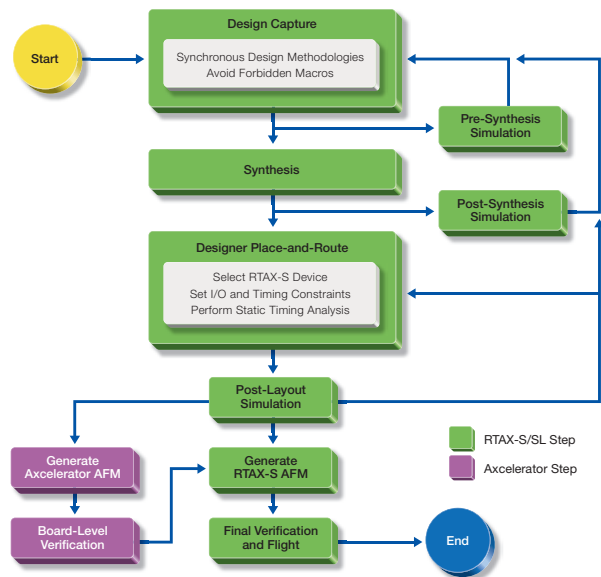 Design Capture
Start
Synchronous Design Methodologies
Avoid Forbidden Macros
Pre-Synthesis
Simulation
Synthesis
Post-Synthesis
Simulation
Designer Place-and-Route
Select RTAX-S Device
Set I/O and Timing Constraints
Perform Static Timing Analysis
Post-Layout
Simulation
RTAX-S/SL Step
Axcelerator Step
Generate
Axcelerator AFM
Generate
RTAX-S AFM
Board-Level
Verification
Final Verification
and Flight
End